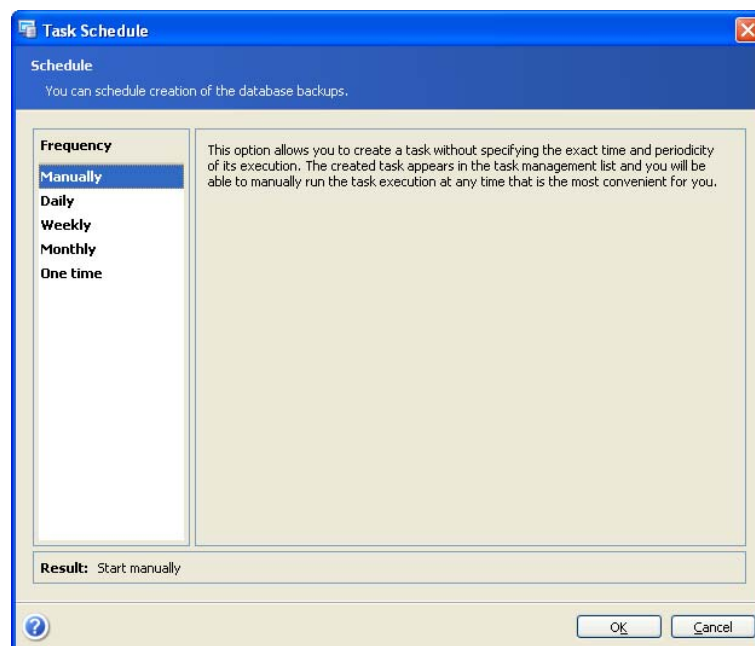 Task Schedule
Schedule
You can schedule creation of the database backups.
Frequency
Manually
Daily
Weekly
Monthly
One time
This option allows you to create a task without specifying the exact time and periodicity
of its execution. The created task appears in the task management list and you will be
able to manually run the task execution at any time that is the most convenient for you.
Result: Start manually
?
OK
Cancel